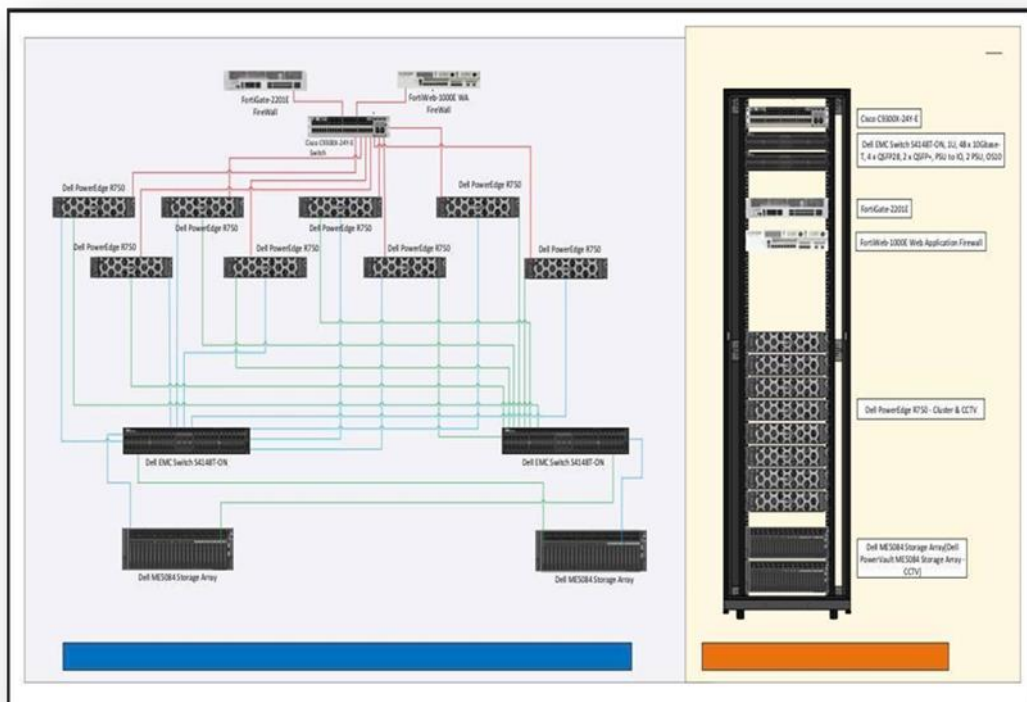 FortiGate-2201E
FireWall
FortiWeb-1000E WA
FireWall
Cisco C9300X-24Y-E
Switch
Dell PowerEdge R750
Dell PowerEdge R750
Dell PowerEdge R750
Dell PowerEdge R750
Dell PowerEdge R750
Dell PowerEdge R750
Dell PowerEdge R750
Dell PowerEdge R750
Dell EMC Switch S4148T-ON
Dell EMC Switch S4148T-ON
Dell ME5084 Storage Array
Dell ME5084 Storage Array
Cisco C9300X-24Y-E
Dell EMC Switch S4148T-ON, 1U, 48 x 10Gbase-
T, 4 x QSFP28, 2 x QSFP+, PSU to IO, 2 PSU, OS10
FortiGate-2201E
FortiWeb-1000E Web Application Firewall
Dell PowerEdge R750 - Cluster & CCTV
Dell ME5084 Storage Array(Dell
PowerVault ME5084 Storage Array -
CCTV)